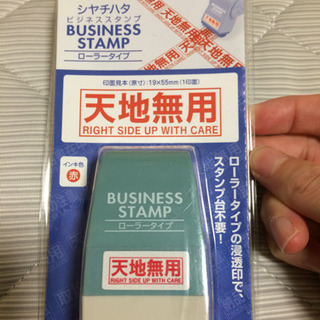 シヤチハタ
ビジネススタンプ
BUSINESS
STAMP
ローラータイプ
印面見本(原寸):19×55mm(1印面)
天地無用
RIGHT SIDE UP WITH CARE
インキ色
赤
BUSINESS
STAMP
ローラータイプ
天地無用
RIGHT SIDE UP WITH CARE
ローラータイプの浸透印で、
スタンプ台不要!